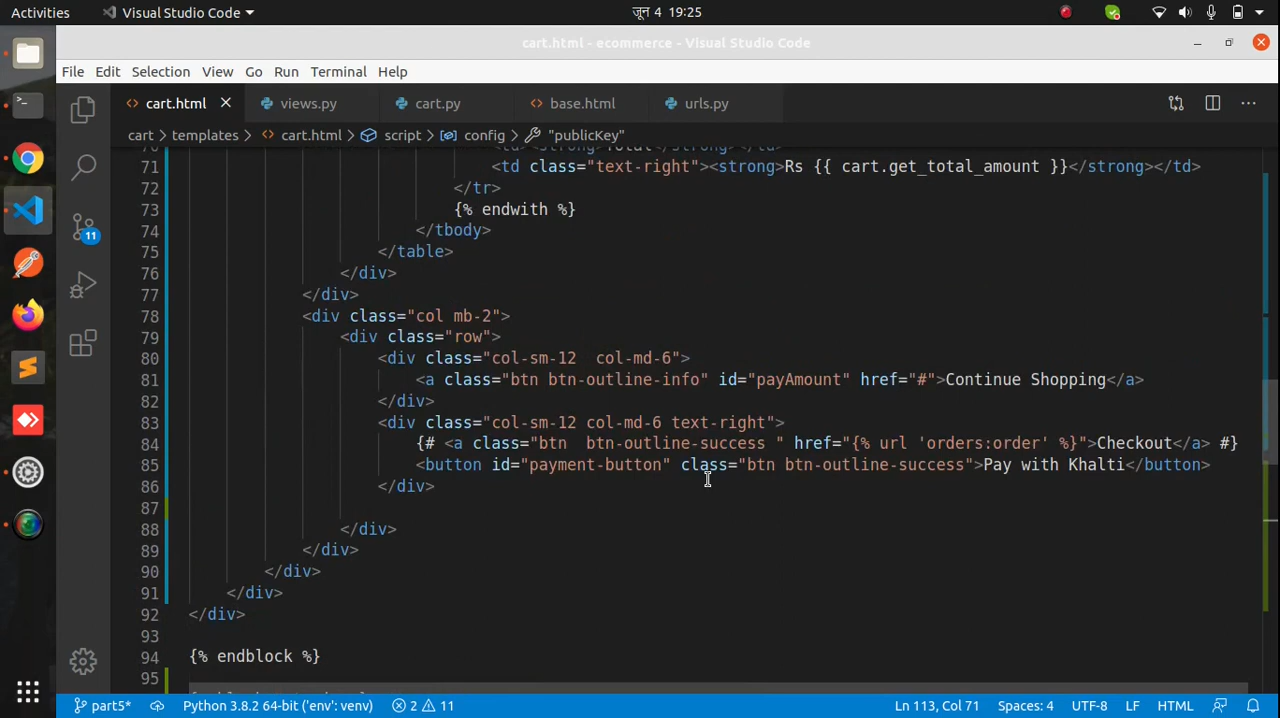 Activities
Visual Studio Code
जून 4 19:25
cart.html - ecommerce - Visual Studio Code
File Edit Selection View Go Run Terminal Help
cart.html views.py cart.py base.html urls.py
cart > templates > cart.html > script > config > "publicKey"
71 <td class="text-right"><strong>Rs {{ cart.get_total_amount }}</strong></td>
72 </tr>
73 {% endwith %}
74 </tbody>
75 </table>
76 </div>
77 </div>
78 <div class="col mb-2">
79 <div class="row">
80 <div class="col-sm-12  col-md-6">
81 <a class="btn btn-outline-info" id="payAmount" href="#">Continue Shopping</a>
82 </div>
83 <div class="col-sm-12 col-md-6 text-right">
84 {# <a class="btn  btn-outline-success " href="{% url 'orders:order' %}">Checkout</a> #}
85 <button id="payment-button" class="btn btn-outline-success">Pay with Khalti</button>
86 </div>
87
88 </div>
89 </div>
90 </div>
91 </div>
92 </div>
93
94 {% endblock %}
95
11
part5* Python 3.8.2 64-bit ('env': venv) 2 11 Ln 113, Col 71 Spaces: 4 UTF-8 LF HTML